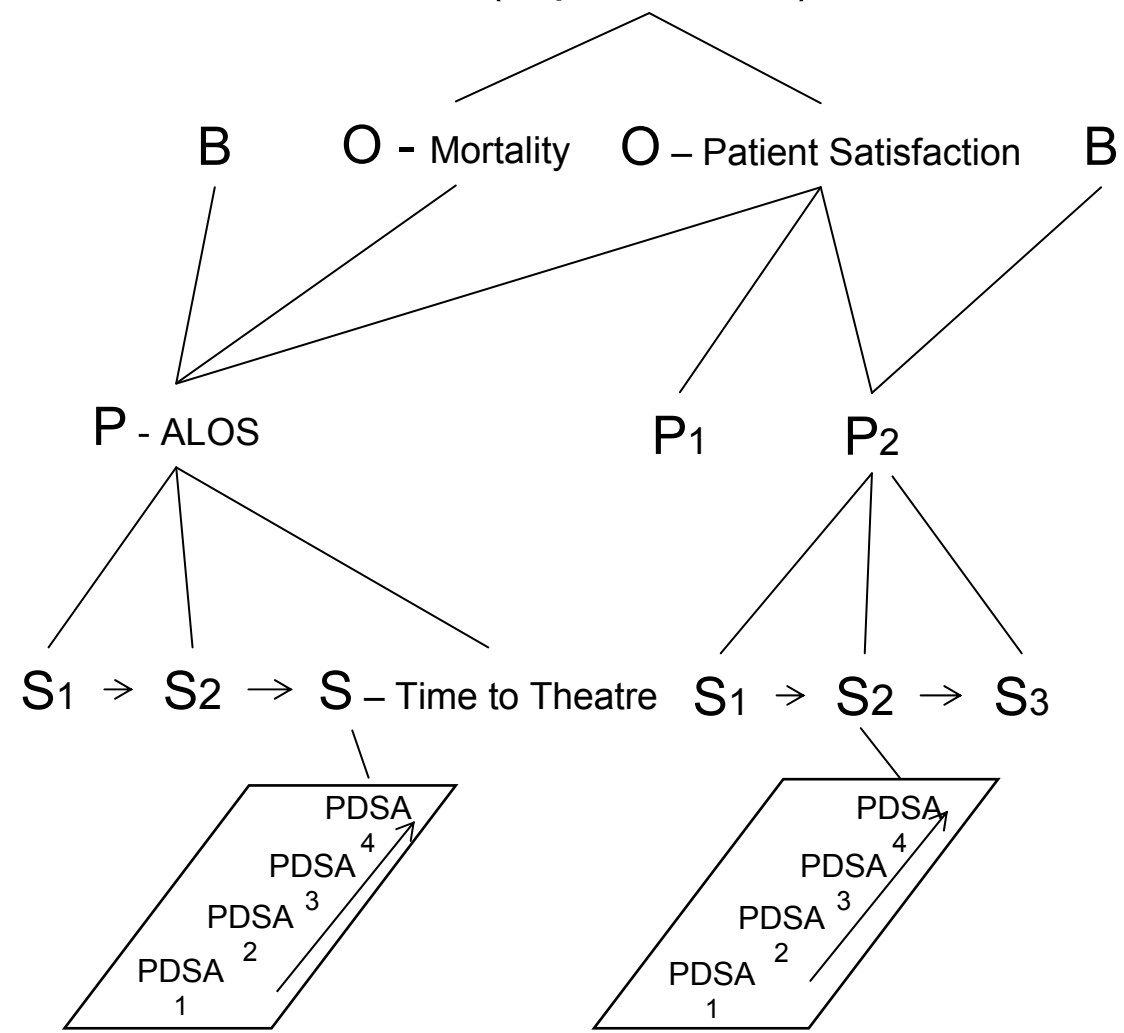 B O - Mortality O – Patient Satisfaction B
P - ALOS P1 P2
S1 → S2 → S – Time to Theatre S1 → S2 → S3
PDSA 4 PDSA 4
PDSA 3 PDSA 3
PDSA 2 PDSA 2
PDSA 1 PDSA 1